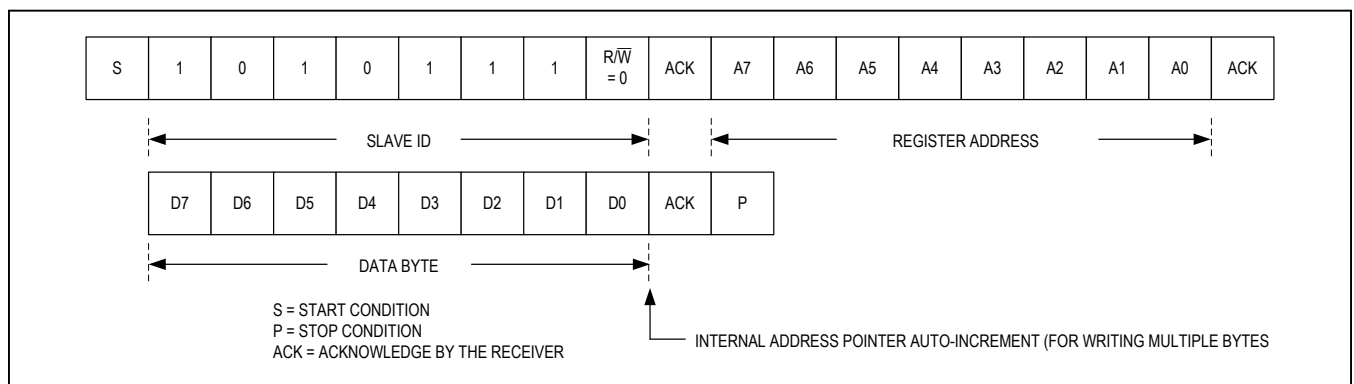 S 1 0 1 0 1 1 1 R/W̅ = 0 ACK A7 A6 A5 A4 A3 A2 A1 A0 ACK
SLAVE ID REGISTER ADDRESS
D7 D6 D5 D4 D3 D2 D1 D0 ACK P
DATA BYTE
S = START CONDITION
P = STOP CONDITION
ACK = ACKNOWLEDGE BY THE RECEIVER
INTERNAL ADDRESS POINTER AUTO-INCREMENT (FOR WRITING MULTIPLE BYTES